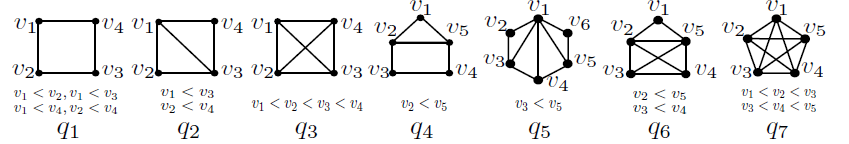 v1 v4 v1 v4 v1 v4 v1 v1 v1 v1
v2 v5 v2 v6 v2 v5 v2 v5
v2 v3 v2 v3 v2 v3 v3 v4 v3 v5 v3 v4 v3 v4
v4
v1 < v2, v1 < v3 v1 < v3 v1 < v2 < v3 < v4 v2 < v5 v3 < v5 v2 < v5 v1 < v2 < v3
v1 < v4, v2 < v4 v2 < v4 v3 < v4 v3 < v4 < v5
q1 q2 q3 q4 q5 q6 q7